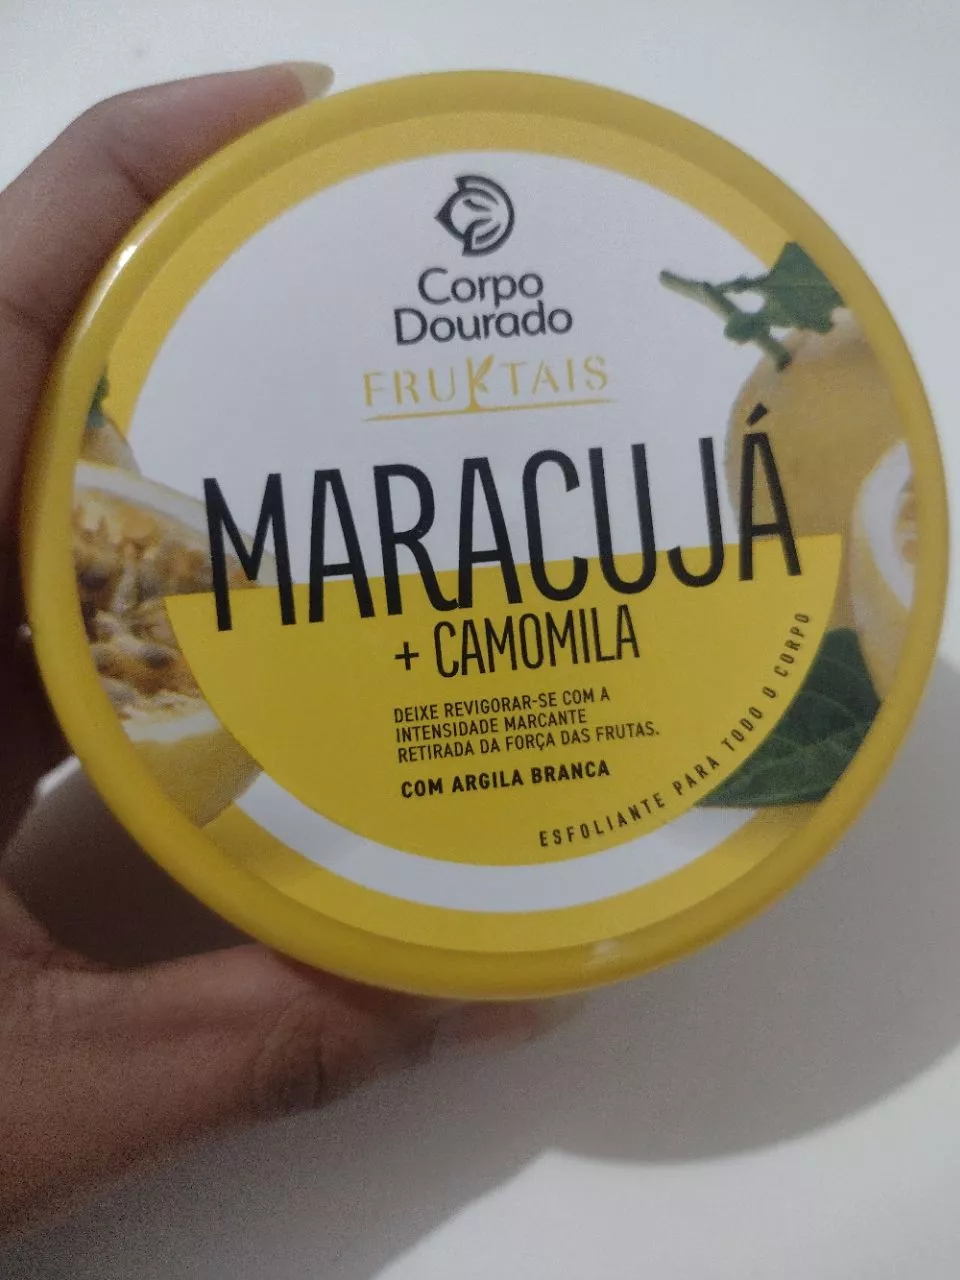 Corpo
Dourado
FRUKTAIS
MARACUJÁ
+ CAMOMILA
DEIXE REVIGORAR-SE COM A
INTENSIDADE MARCANTE
RETIRADA DA FORÇA DAS FRUTAS.
COM ARGILA BRANCA
ESFOLIANTE PARA TODO O CORPO